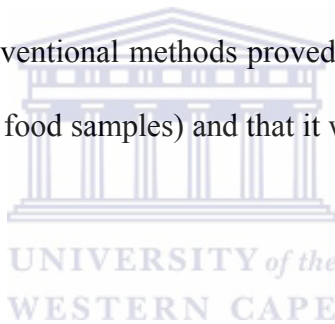 ventional methods proved
food samples) and that it
UNIVERSITY of the
WESTERN CAPE